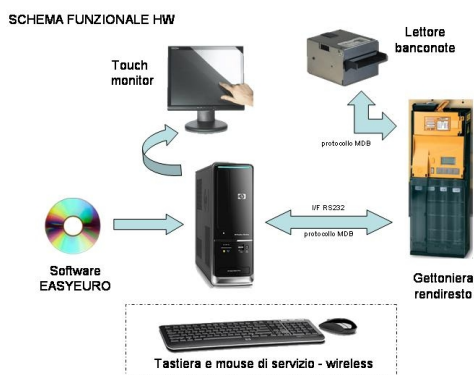 SCHEMA FUNZIONALE HW
Touch
monitor
Lettore
banconote
protocollo MDB
I/F RS232
protocollo MDB
Software
EASYEURO
Gettoniera
rendiresto
Tastiera e mouse di servizio - wireless